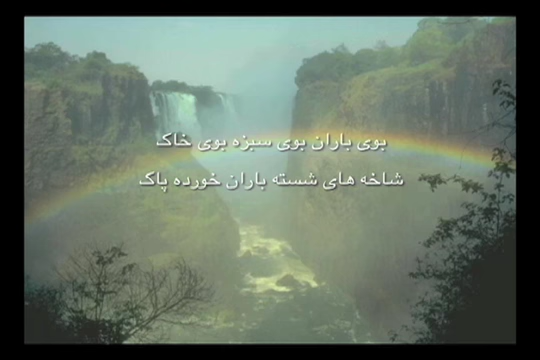 بوی باران بوی سبزه بوی خاک
شاخه های شسته باران خورده پاک